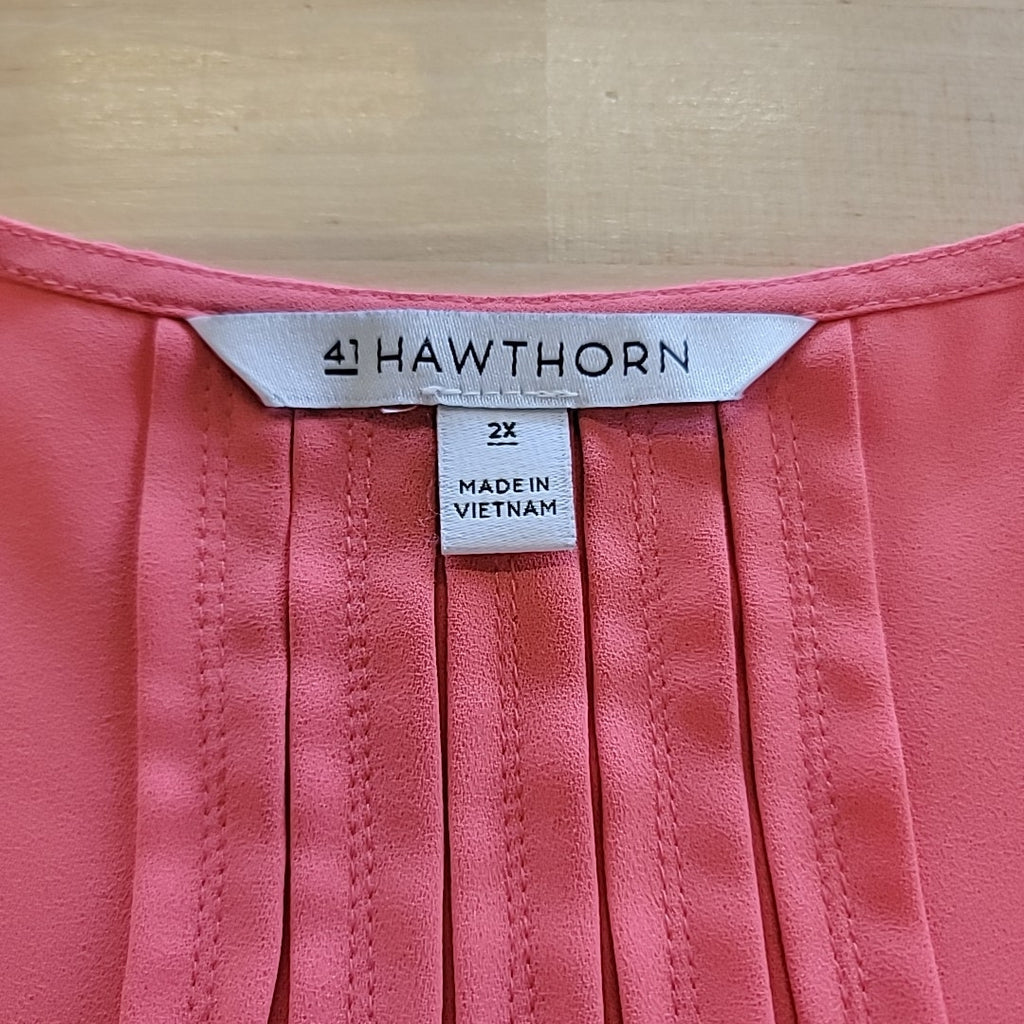 41 HAWTHORN
2X
MADE IN
VIETNAM